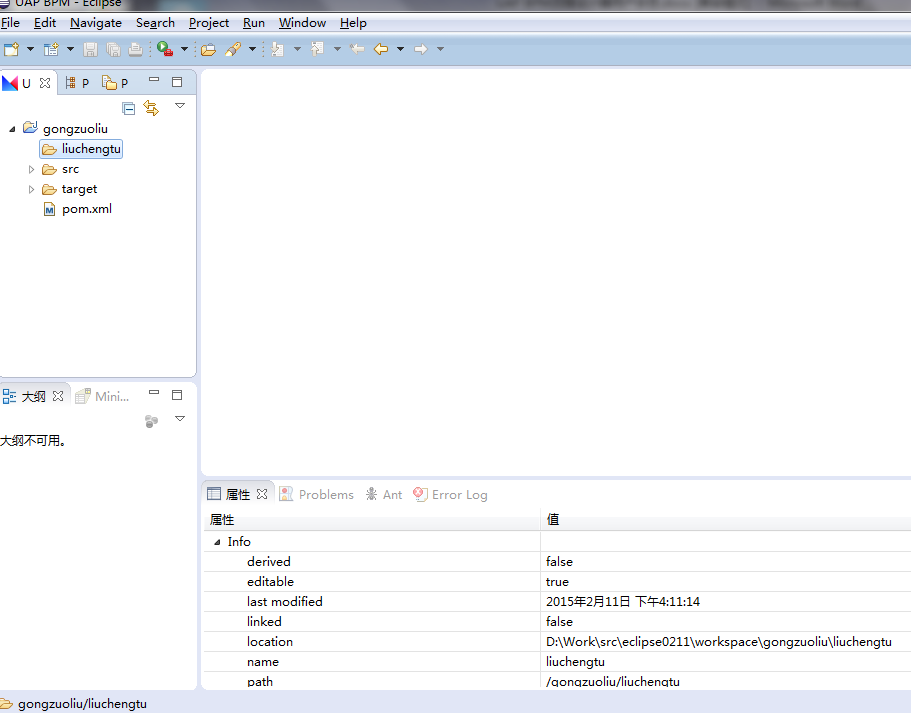 UAP BPM - Eclipse
File Edit Navigate Search Project Run Window Help
U P P
gongzuoliu
liuchengtu
src
target
pom.xml
大纲 Mini...
大纲不可用。
属性 Problems Ant Error Log
属性 值
Info
derived false
editable true
last modified 2015年2月11日 下午4:11:14
linked false
location D:\Work\src\eclipse0211\workspace\gongzuoliu\liuchengtu
name liuchengtu
path /gongzuoliu/liuchengtu
gongzuoliu/liuchengtu